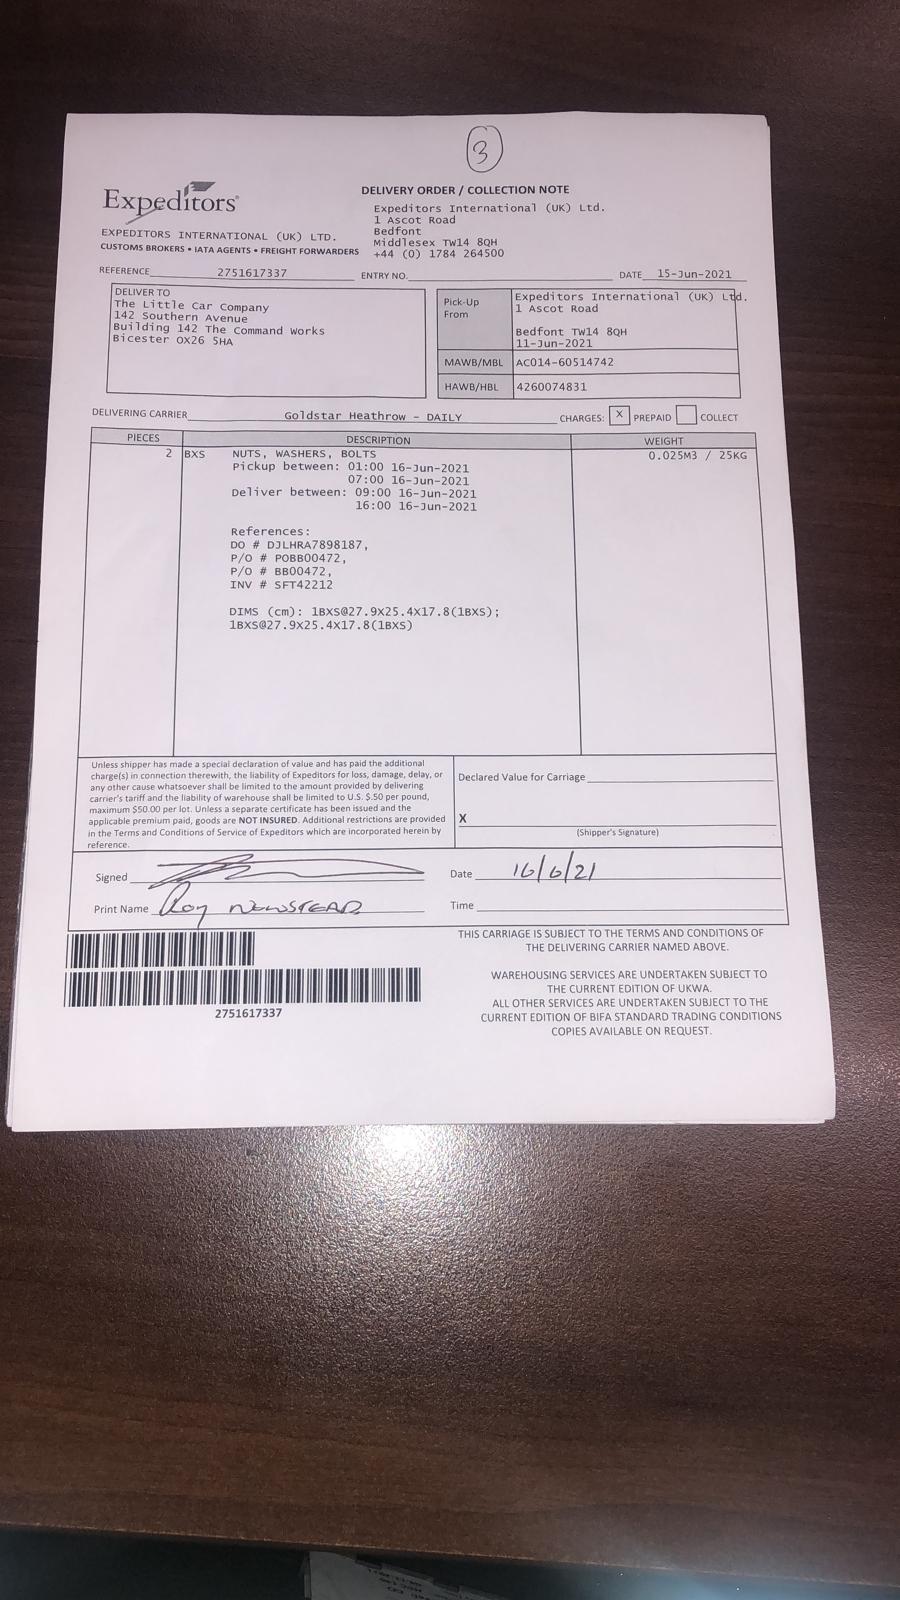 3
Expeditors
DELIVERY ORDER / COLLECTION NOTE
Expeditors International (UK) Ltd.
1 Ascot Road
Bedfont
Middlesex TW14 8QH
+44 (0) 1784 264500
EXPEDITORS INTERNATIONAL (UK) LTD.
CUSTOMS BROKERS • IATA AGENTS • FREIGHT FORWARDERS
REFERENCE 2751617337 ENTRY NO. DATE 15-Jun-2021
DELIVER TO
The Little Car Company
142 Southern Avenue
Building 142 The Command Works
Bicester OX26 5HA
Pick-Up From
Expeditors International (UK) Ltd.
1 Ascot Road
Bedfont TW14 8QH
11-Jun-2021
MAWB/MBL AC014-60514742
HAWB/HBL 4260074831
DELIVERING CARRIER Goldstar Heathrow - DAILY CHARGES: X PREPAID COLLECT
PIECES DESCRIPTION WEIGHT
2 BXS NUTS, WASHERS, BOLTS 0.025M3 / 25KG
Pickup between: 01:00 16-Jun-2021
07:00 16-Jun-2021
Deliver between: 09:00 16-Jun-2021
16:00 16-Jun-2021
References:
DO # DJLHRA7898187,
P/O # POBB00472,
P/O # BB00472,
INV # SFT42212
DIMS (cm): 1BXS@27.9X25.4X17.8(1BXS);
1BXS@27.9X25.4X17.8(1BXS)
Unless shipper has made a special declaration of value and has paid the additional
charge(s) in connection therewith, the liability of Expeditors for loss, damage, delay, or
any other cause whatsoever shall be limited to the amount provided by delivering
carrier's tariff and the liability of warehouse shall be limited to U.S. $.50 per pound,
maximum $50.00 per lot. Unless a separate certificate has been issued and the
applicable premium paid, goods are NOT INSURED. Additional restrictions are provided
in the Terms and Conditions of Service of Expeditors which are incorporated herein by
reference.
Declared Value for Carriage
X
(Shipper's Signature)
Signed
Date 16/6/21
Print Name Roy NEWSTEAD
Time
2751617337
THIS CARRIAGE IS SUBJECT TO THE TERMS AND CONDITIONS OF
THE DELIVERING CARRIER NAMED ABOVE.
WAREHOUSING SERVICES ARE UNDERTAKEN SUBJECT TO
THE CURRENT EDITION OF UKWA.
ALL OTHER SERVICES ARE UNDERTAKEN SUBJECT TO THE
CURRENT EDITION OF BIFA STANDARD TRADING CONDITIONS
COPIES AVAILABLE ON REQUEST.